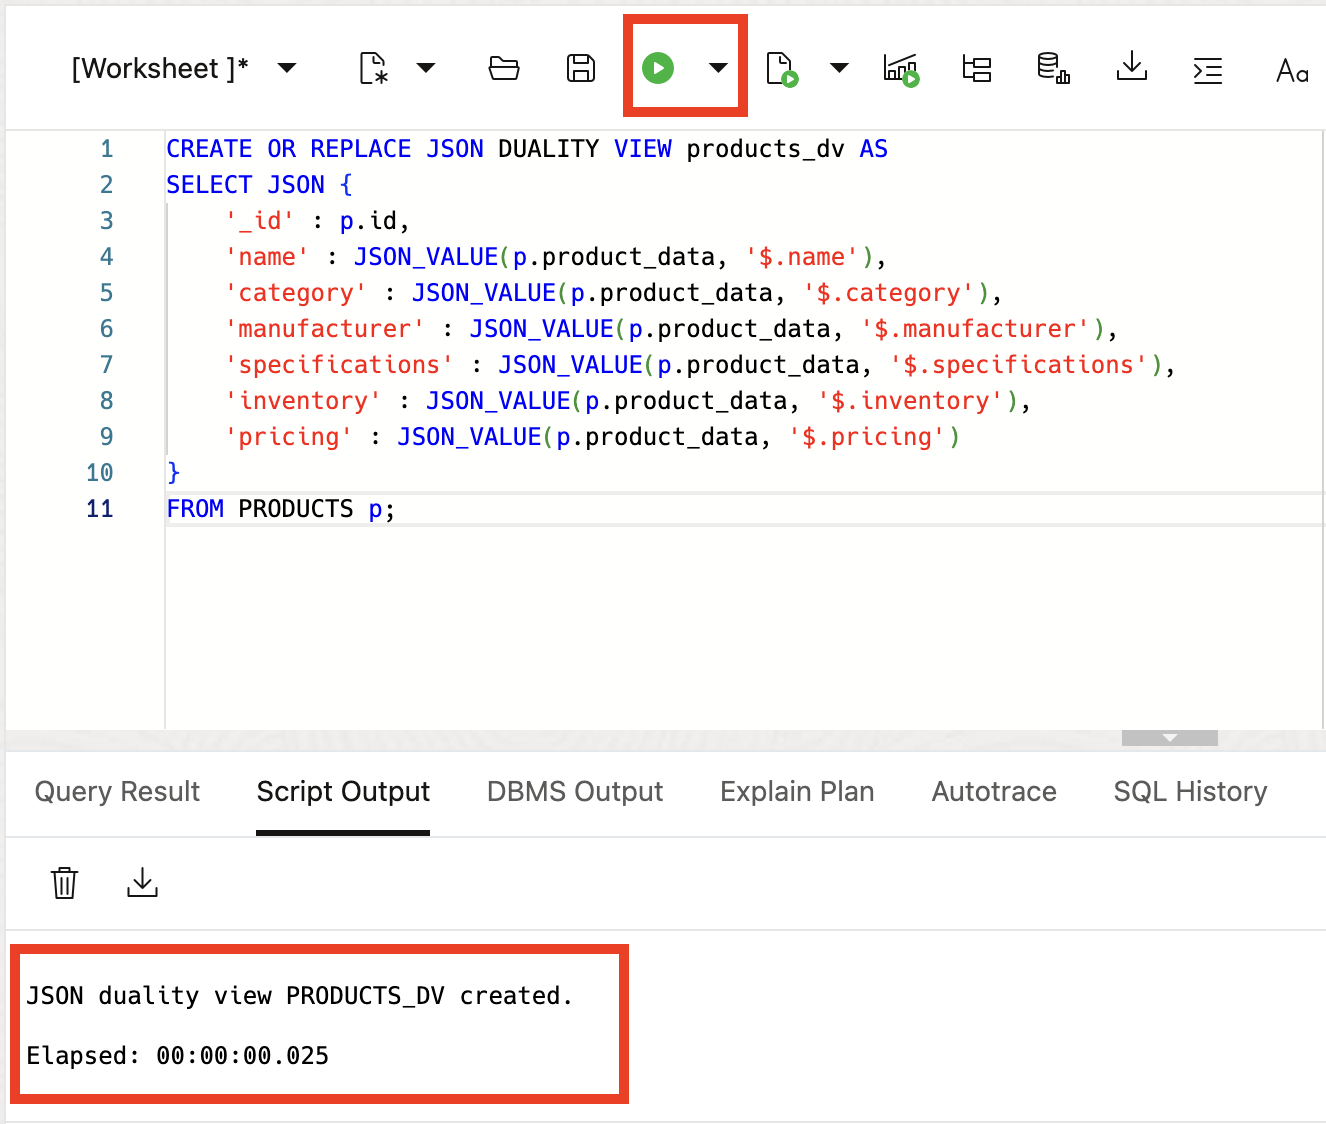 [Worksheet ]*
Aa
1 CREATE OR REPLACE JSON DUALITY VIEW products_dv AS
2 SELECT JSON {
3 '_id' : p.id,
4 'name' : JSON_VALUE(p.product_data, '$.name'),
5 'category' : JSON_VALUE(p.product_data, '$.category'),
6 'manufacturer' : JSON_VALUE(p.product_data, '$.manufacturer'),
7 'specifications' : JSON_VALUE(p.product_data, '$.specifications'),
8 'inventory' : JSON_VALUE(p.product_data, '$.inventory'),
9 'pricing' : JSON_VALUE(p.product_data, '$.pricing')
10 }
11 FROM PRODUCTS p;
Query Result Script Output DBMS Output Explain Plan Autotrace SQL History
JSON duality view PRODUCTS_DV created.
Elapsed: 00:00:00.025